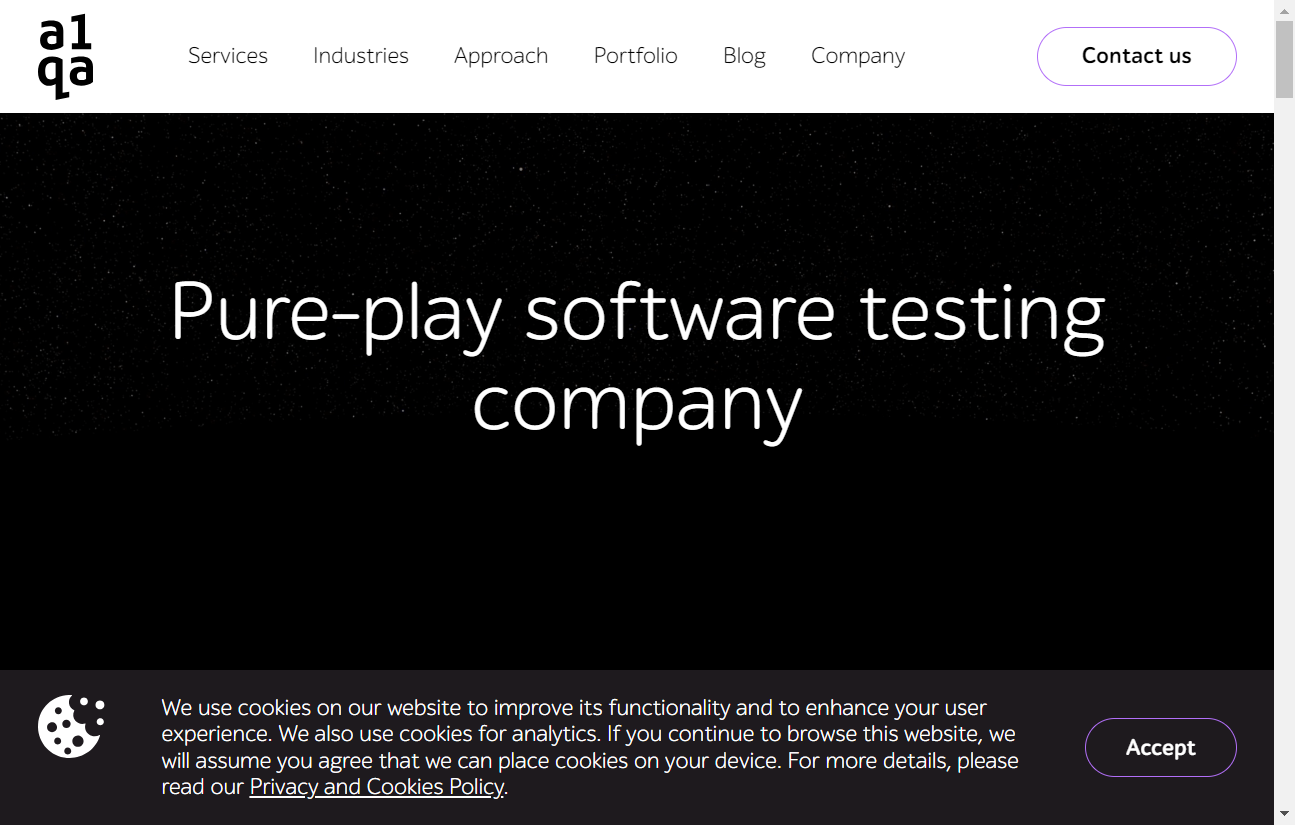 a1
qa
Services Industries Approach Portfolio Blog Company Contact us
Pure-play software testing
company
We use cookies on our website to improve its functionality and to enhance your user
experience. We also use cookies for analytics. If you continue to browse this website, we
will assume you agree that we can place cookies on your device. For more details, please
read our Privacy and Cookies Policy.
Accept